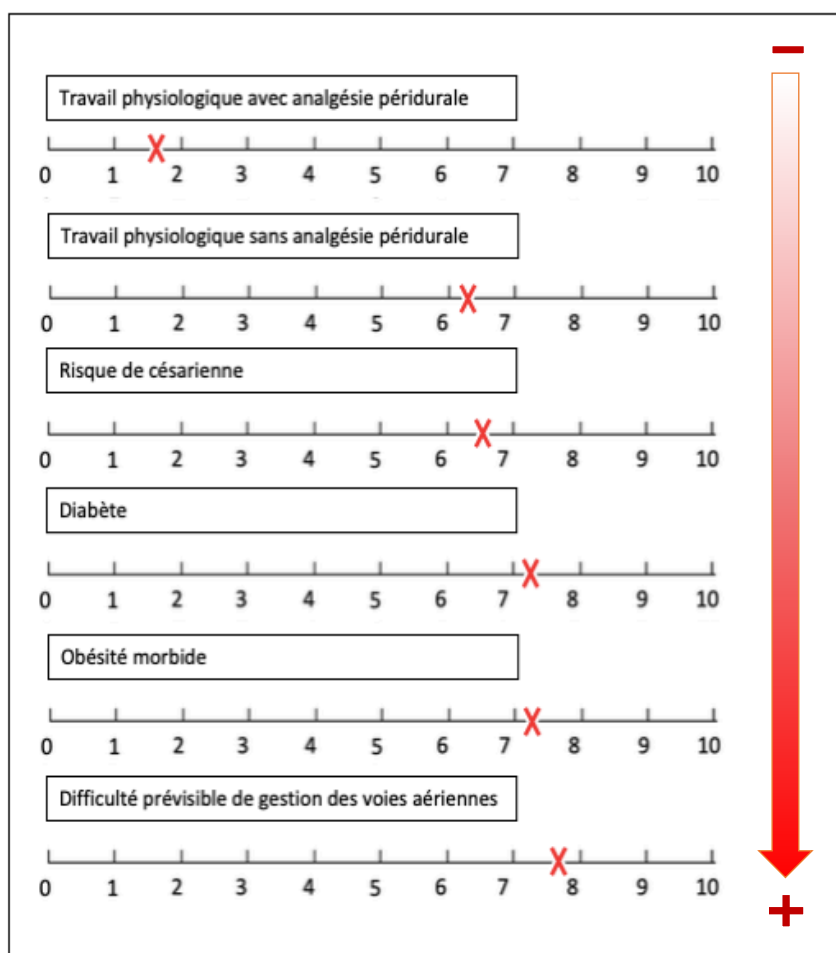 −
Travail physiologique avec analgésie péridurale
0 1 2 3 4 5 6 7 8 9 10
Travail physiologique sans analgésie péridurale
0 1 2 3 4 5 6 7 8 9 10
Risque de césarienne
0 1 2 3 4 5 6 7 8 9 10
Diabète
0 1 2 3 4 5 6 7 8 9 10
Obésité morbide
0 1 2 3 4 5 6 7 8 9 10
Difficulté prévisible de gestion des voies aériennes
0 1 2 3 4 5 6 7 8 9 10
+